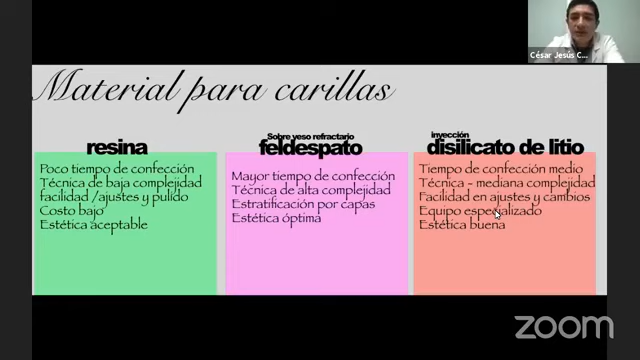 César Jesús C...
Material para carillas
resina
Poco tiempo de confección
Técnica de baja complejidad
facilidad /ajustes y pulido
Costo bajo
Estética aceptable
Sobre yeso refractario
feldespato
Mayor tiempo de confección
Técnica de alta complejidad
Estratificación por capas
Estética óptima
inyección
disilicato de litio
Tiempo de confección medio
Técnica - mediana complejidad
Facilidad en ajustes y cambios
Equipo especializado
Estética buena
zoom